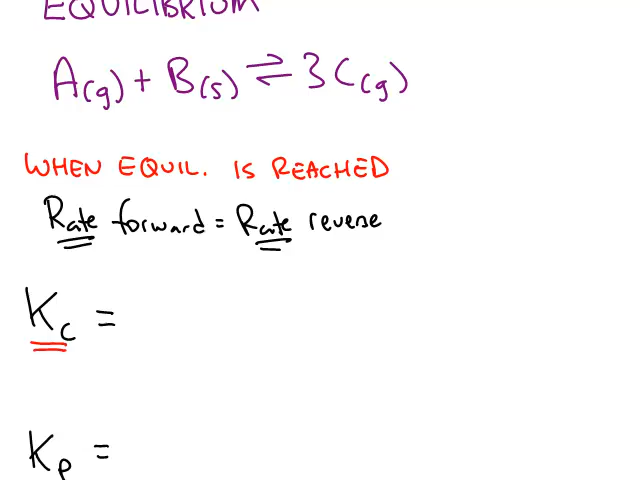 EQUILIBRIUM
A(g) + B(s) ⇌ 3C(g)
WHEN EQUIL. IS REACHED
Rate forward = Rate reverse
Kc =
Kp =